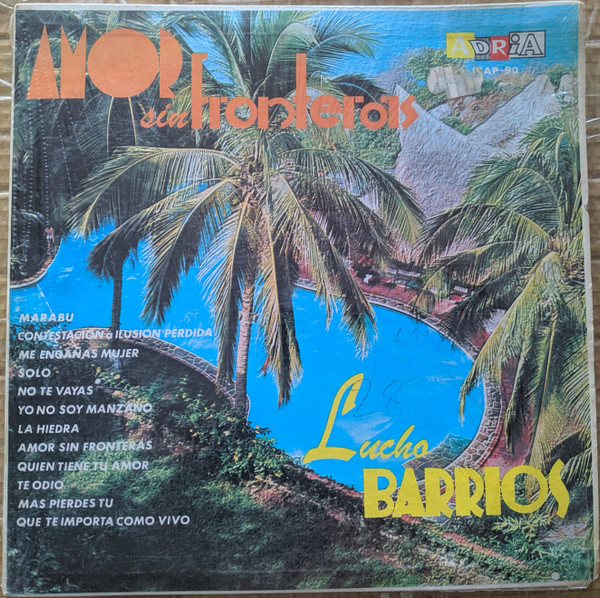 AMOR
sin Fronteras
ADRIA
AP-90
MARABU
CONTESTACION a ILUSION PERDIDA
ME ENGAÑAS MUJER
SOLO
NO TE VAYAS
YO NO SOY MANZANO
LA HIEDRA
AMOR SIN FRONTERAS
QUIEN TIENE TU AMOR
TE ODIO
MAS PIERDES TU
QUE TE IMPORTA COMO VIVO
28
Lucho
BARRIOS